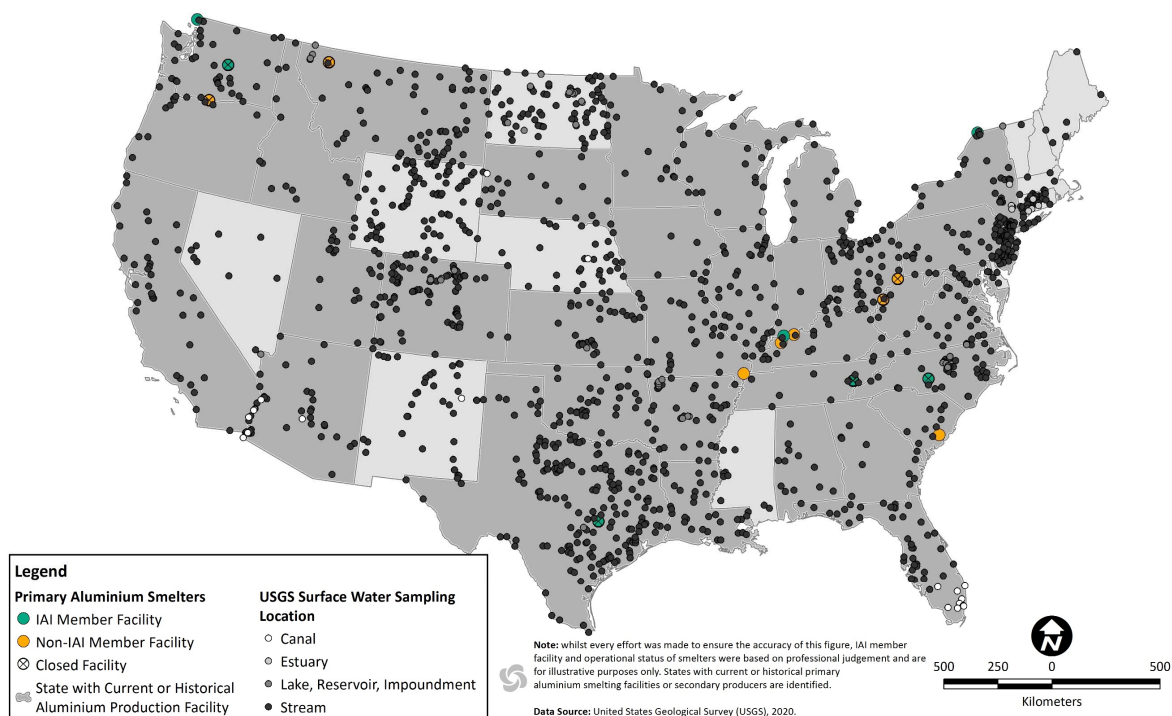 Legend
Primary Aluminium Smelters
IAI Member Facility
Non-IAI Member Facility
Closed Facility
State with Current or Historical
Aluminium Production Facility
USGS Surface Water Sampling
Location
Canal
Estuary
Lake, Reservoir, Impoundment
Stream
Note: whilst every effort was made to ensure the accuracy of this figure, IAI member
facility and operational status of smelters were based on professional judgement and are
for illustrative purposes only. States with current or historical primary
aluminium smelting facilities or secondary producers are identified.
Data Source: United States Geological Survey (USGS), 2020.
N
500 250 0 500
Kilometers